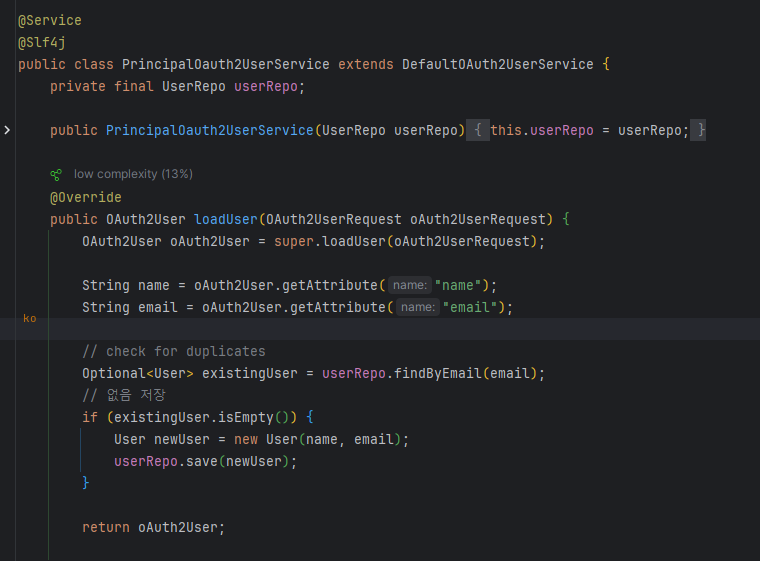 @Service
@Slf4j
public class PrincipalOauth2UserService extends DefaultOAuth2UserService {
private final UserRepo userRepo;
public PrincipalOauth2UserService(UserRepo userRepo) { this.userRepo = userRepo; }
low complexity (13%)
@Override
public OAuth2User loadUser(OAuth2UserRequest oAuth2UserRequest) {
OAuth2User oAuth2User = super.loadUser(oAuth2UserRequest);
String name = oAuth2User.getAttribute( name: "name");
String email = oAuth2User.getAttribute( name: "email");
ko
// check for duplicates
Optional<User> existingUser = userRepo.findByEmail(email);
// 없음 저장
if (existingUser.isEmpty()) {
User newUser = new User(name, email);
userRepo.save(newUser);
}
return oAuth2User;